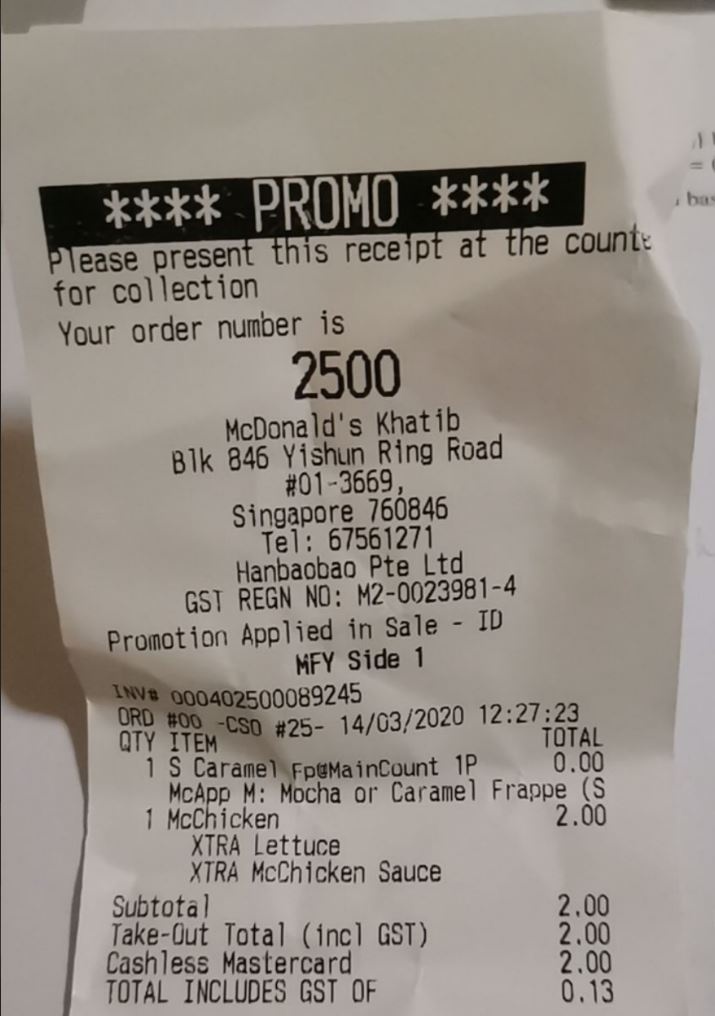 **** PROMO ****
Please present this receipt at the counte
for collection
Your order number is
2500
McDonald's Khatib
Blk 846 Yishun Ring Road
#01-3669,
Singapore 760846
Tel: 67561271
Hanbaobao Pte Ltd
GST REGN NO: M2-0023981-4
Promotion Applied in Sale - ID
MFY Side 1
INV# 000402500089245
ORD #00 -CSO #25- 14/03/2020 12:27:23
QTY ITEM TOTAL
1 S Caramel Fp@MainCount 1P 0.00
McApp M: Mocha or Caramel Frappe (S
1 McChicken 2.00
XTRA Lettuce
XTRA McChicken Sauce
Subtotal 2.00
Take-Out Total (incl GST) 2.00
Cashless Mastercard 2.00
TOTAL INCLUDES GST OF 0.13